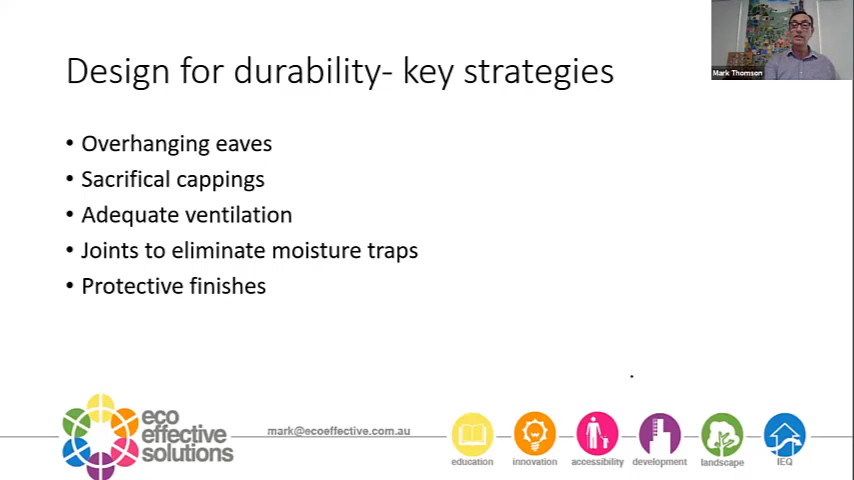 Design for durability- key strategies
Mark Thomson
• Overhanging eaves
• Sacrifical cappings
• Adequate ventilation
• Joints to eliminate moisture traps
• Protective finishes
eco
effective
solutions
mark@ecoeffective.com.au
education
innovation
accessibility
development
landscape
IEQ